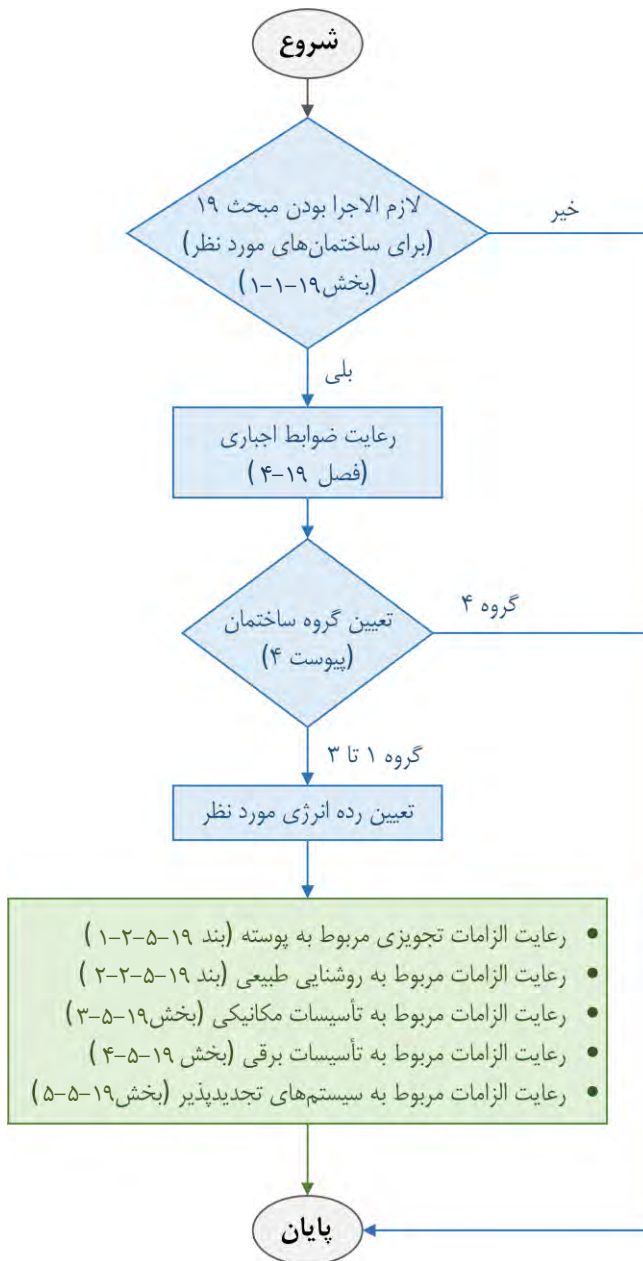 شروع
لازم الاجرا بودن مبحث ۱۹
(برای ساختمان‌های مورد نظر)
(بخش۱۹-۱-۱)
خیر
بلی
رعایت ضوابط اجباری
(فصل ۱۹-۴)
تعیین گروه ساختمان
(پیوست ۴)
گروه ۴
گروه ۱ تا ۳
تعیین رده انرژی مورد نظر
• رعایت الزامات تجویزی مربوط به پوسته (بند ۱۹-۵-۲-۱)
• رعایت الزامات مربوط به روشنایی طبیعی (بند ۱۹-۵-۲-۲)
• رعایت الزامات مربوط به تأسیسات مکانیکی (بخش۱۹-۵-۳)
• رعایت الزامات مربوط به تأسیسات برقی (بخش ۱۹-۵-۴)
• رعایت الزامات مربوط به سیستم‌های تجدیدپذیر (بخش۱۹-۵-۵)
پایان